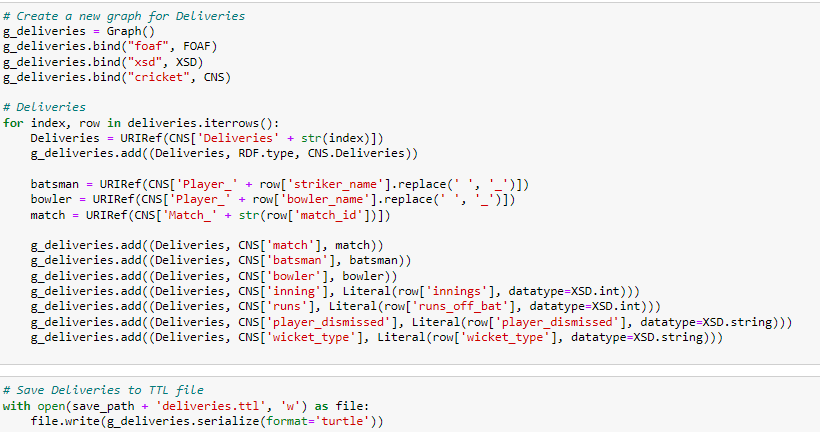 # Create a new graph for Deliveries
g_deliveries = Graph()
g_deliveries.bind("foaf", FOAF)
g_deliveries.bind("xsd", XSD)
g_deliveries.bind("cricket", CNS)

# Deliveries
for index, row in deliveries.iterrows():
    Deliveries = URIRef(CNS['Deliveries' + str(index)])
    g_deliveries.add((Deliveries, RDF.type, CNS.Deliveries))

    batsman = URIRef(CNS['Player_' + row['striker_name'].replace(' ', '_')])
    bowler = URIRef(CNS['Player_' + row['bowler_name'].replace(' ', '_')])
    match = URIRef(CNS['Match_' + str(row['match_id'])])

    g_deliveries.add((Deliveries, CNS['match'], match))
    g_deliveries.add((Deliveries, CNS['batsman'], batsman))
    g_deliveries.add((Deliveries, CNS['bowler'], bowler))
    g_deliveries.add((Deliveries, CNS['inning'], Literal(row['innings'], datatype=XSD.int)))
    g_deliveries.add((Deliveries, CNS['runs'], Literal(row['runs_off_bat'], datatype=XSD.int)))
    g_deliveries.add((Deliveries, CNS['player_dismissed'], Literal(row['player_dismissed'], datatype=XSD.string)))
    g_deliveries.add((Deliveries, CNS['wicket_type'], Literal(row['wicket_type'], datatype=XSD.string)))

# Save Deliveries to TTL file
with open(save_path + 'deliveries.ttl', 'w') as file:
    file.write(g_deliveries.serialize(format='turtle'))